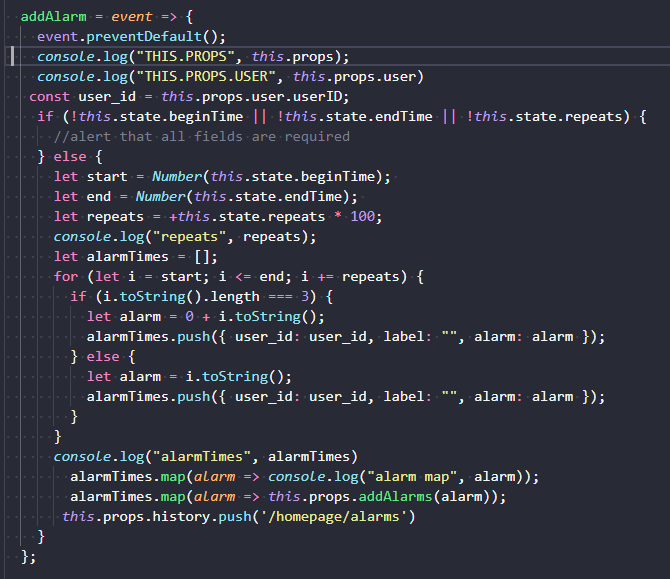 addAlarm = event => {
event.preventDefault();
console.log("THIS.PROPS", this.props);
console.log("THIS.PROPS.USER", this.props.user)
const user_id = this.props.user.userID;
if (!this.state.beginTime || !this.state.endTime || !this.state.repeats) {
//alert that all fields are required
} else {
let start = Number(this.state.beginTime);
let end = Number(this.state.endTime);
let repeats = +this.state.repeats * 100;
console.log("repeats", repeats);
let alarmTimes = [];
for (let i = start; i <= end; i += repeats) {
if (i.toString().length === 3) {
let alarm = 0 + i.toString();
alarmTimes.push({ user_id: user_id, label: "", alarm: alarm });
} else {
let alarm = i.toString();
alarmTimes.push({ user_id: user_id, label: "", alarm: alarm });
}
}
console.log("alarmTimes", alarmTimes)
alarmTimes.map(alarm => console.log("alarm map", alarm));
alarmTimes.map(alarm => this.props.addAlarms(alarm));
this.props.history.push('/homepage/alarms')
}
};